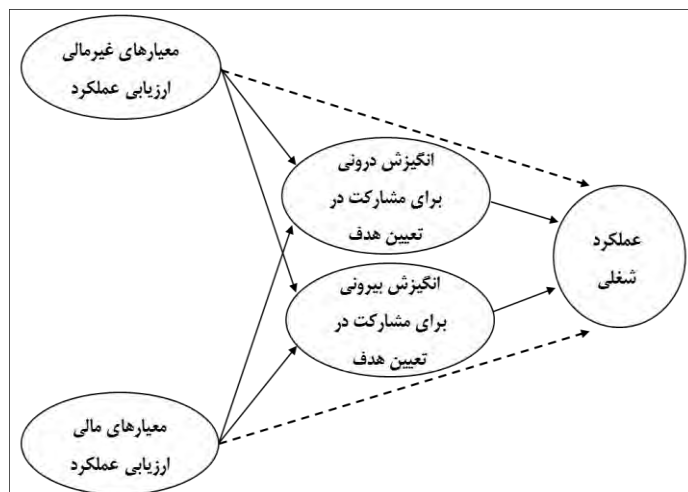 معیارهای غیرمالی
ارزیابی عملکرد
انگیزش درونی
برای مشارکت در
تعیین هدف
عملکرد
شغلی
انگیزش بیرونی
برای مشارکت در
تعیین هدف
معیارهای مالی
ارزیابی عملکرد